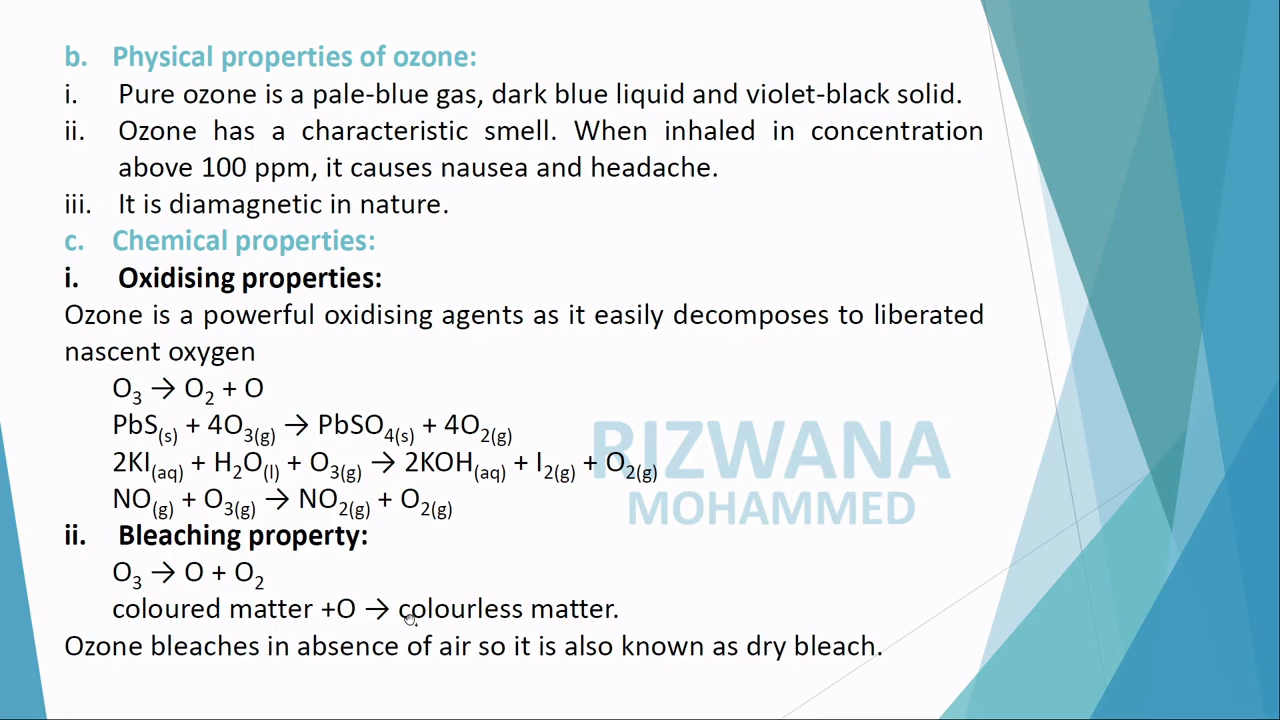 b. Physical properties of ozone:
i. Pure ozone is a pale-blue gas, dark blue liquid and violet-black solid.
ii. Ozone has a characteristic smell. When inhaled in concentration
above 100 ppm, it causes nausea and headache.
iii. It is diamagnetic in nature.
c. Chemical properties:
i. Oxidising properties:
Ozone is a powerful oxidising agents as it easily decomposes to liberated
nascent oxygen
O₃ → O₂ + O
PbS₍s₎ + 4O₃₍g₎ → PbSO₄₍s₎ + 4O₂₍g₎
2KI(aq) + H₂O(l) + O₃(g) → 2KOH(aq) + I₂(g) + O₂(g)
NO(g) + O₃(g) → NO₂(g) + O₂(g)
RIZWANA
MOHAMMED
ii. Bleaching property:
O₃ → O + O₂
coloured matter +O → colourless matter.
Ozone bleaches in absence of air so it is also known as dry bleach.